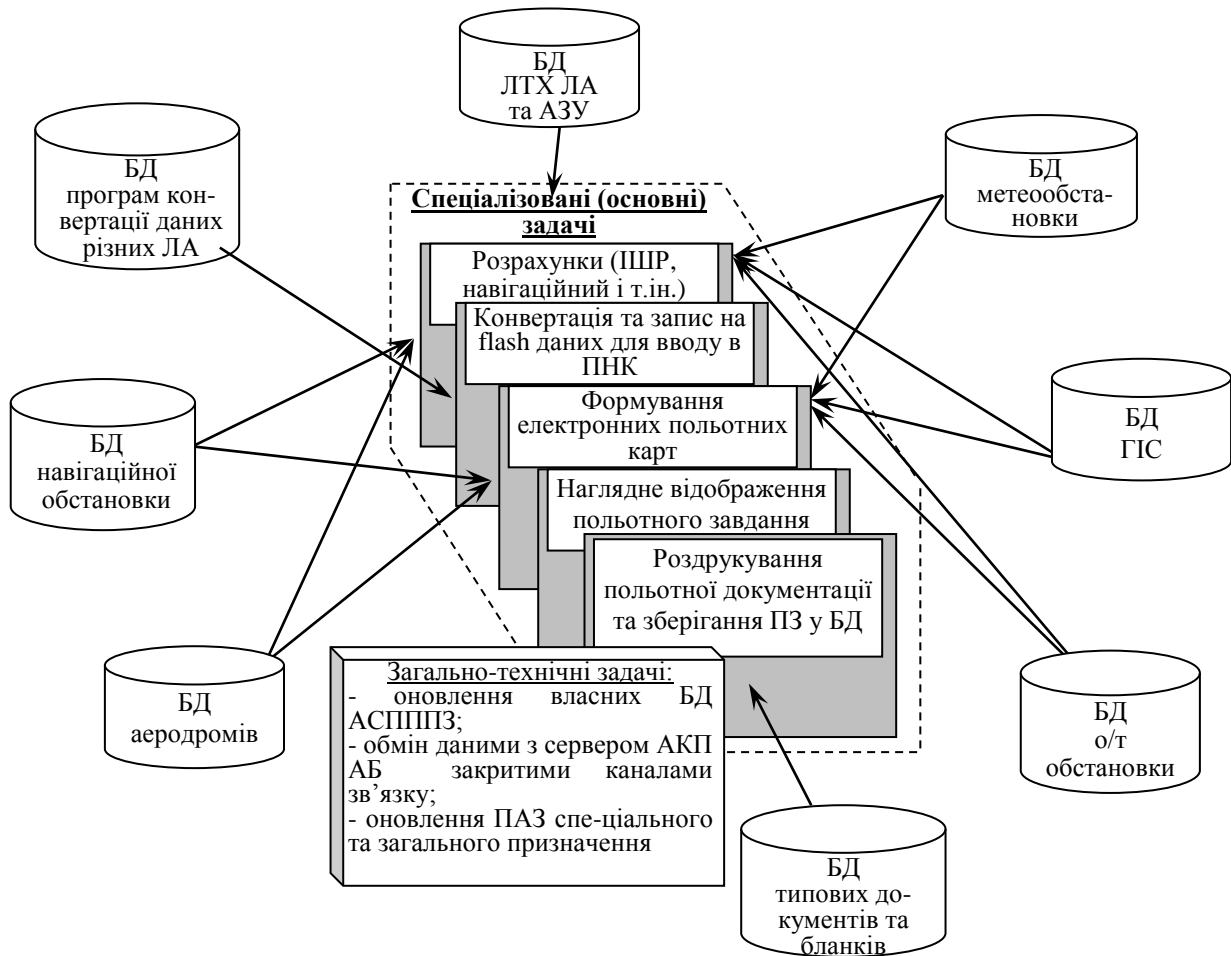 БД
ЛТХ ЛА
та АЗУ
БД
програм кон-
вертації даних
різних ЛА
БД
метеообста-
новки
Спеціалізовані (основні)
задачі
Розрахунки (ІШР,
навігаційний і т.ін.)
Конвертація та запис на
flash даних для вводу в
ПНК
Формування
електронних польотних
карт
Наглядне відображення
польотного завдання
Роздрукування
польотної документації
та зберігання ПЗ у БД
БД
навігаційної
обстановки
БД
ГІС
БД
аеродромів
БД
о/т
обстановки
Загально-технічні задачі:
- оновлення власних БД
АСПППЗ;
- обмін даними з сервером АКП
АБ закритими каналами
зв’язку;
- оновлення ПАЗ спе-ціального
та загального призначення
БД
типових до-
кументів та
бланків